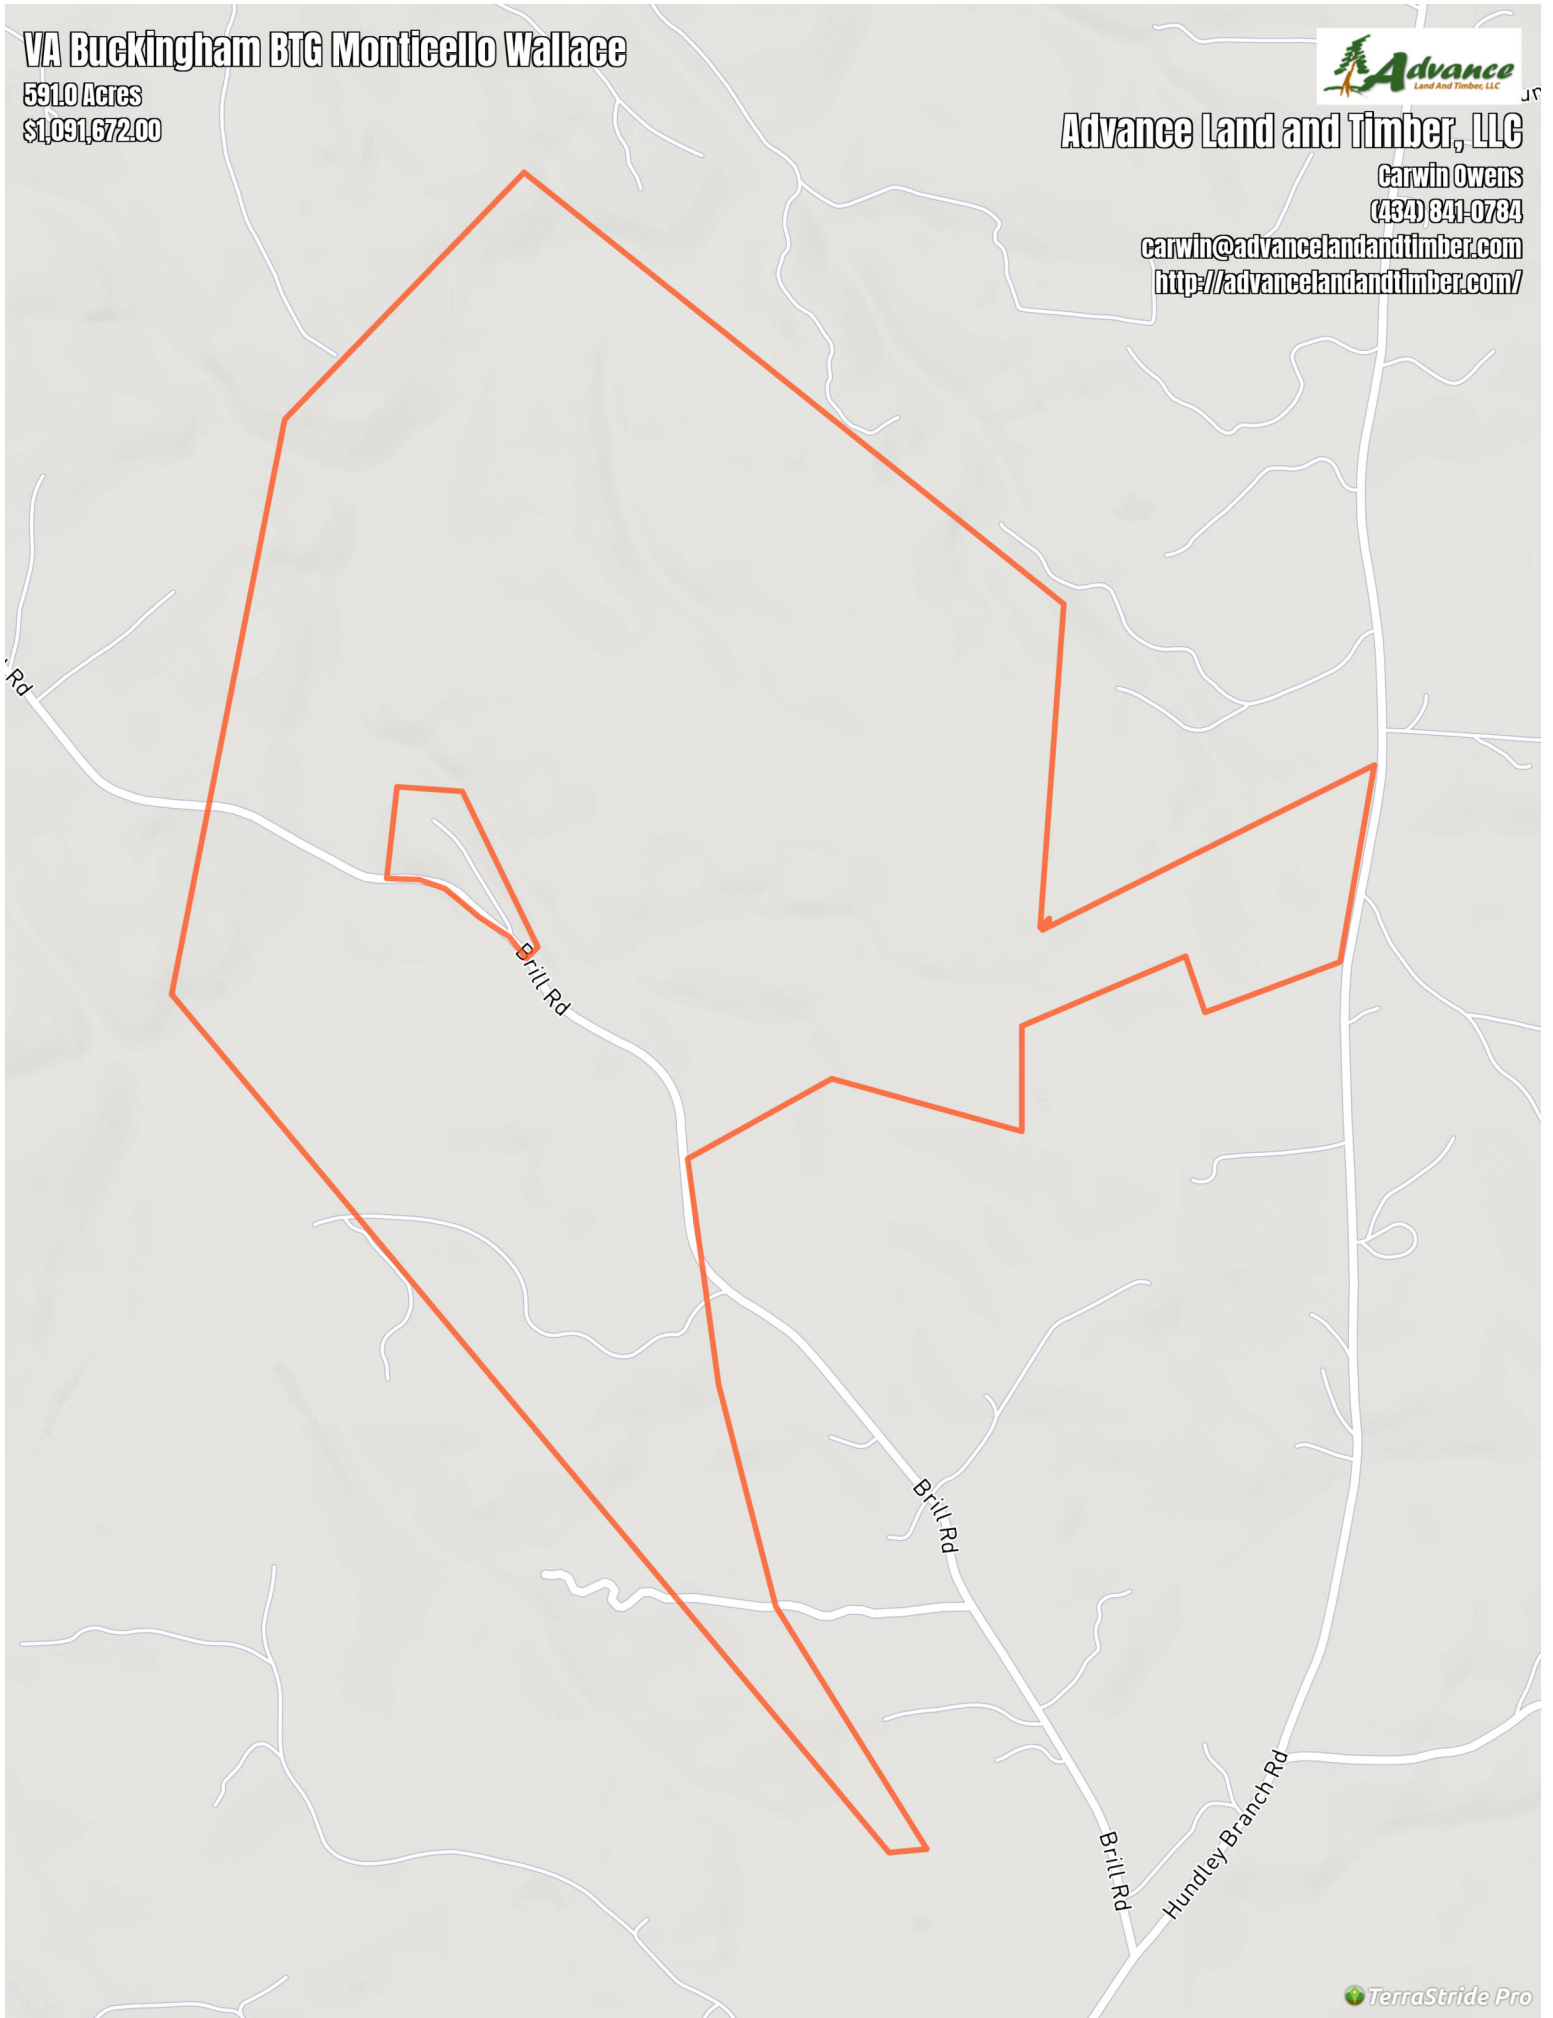 VA Buckingham BTG Monticello Wallace
591.0 Acres
$1,091,672.00
Advance
Land And Timber, LLC
Advance Land and Timber, LLC
Carwin Owens
(434) 841-0784
carwin@advancelandandtimber.com
http://advancelandandtimber.com/
Rd
Brill Rd
Brill Rd
Brill Rd
Hundley Branch Rd
TerraStride Pro